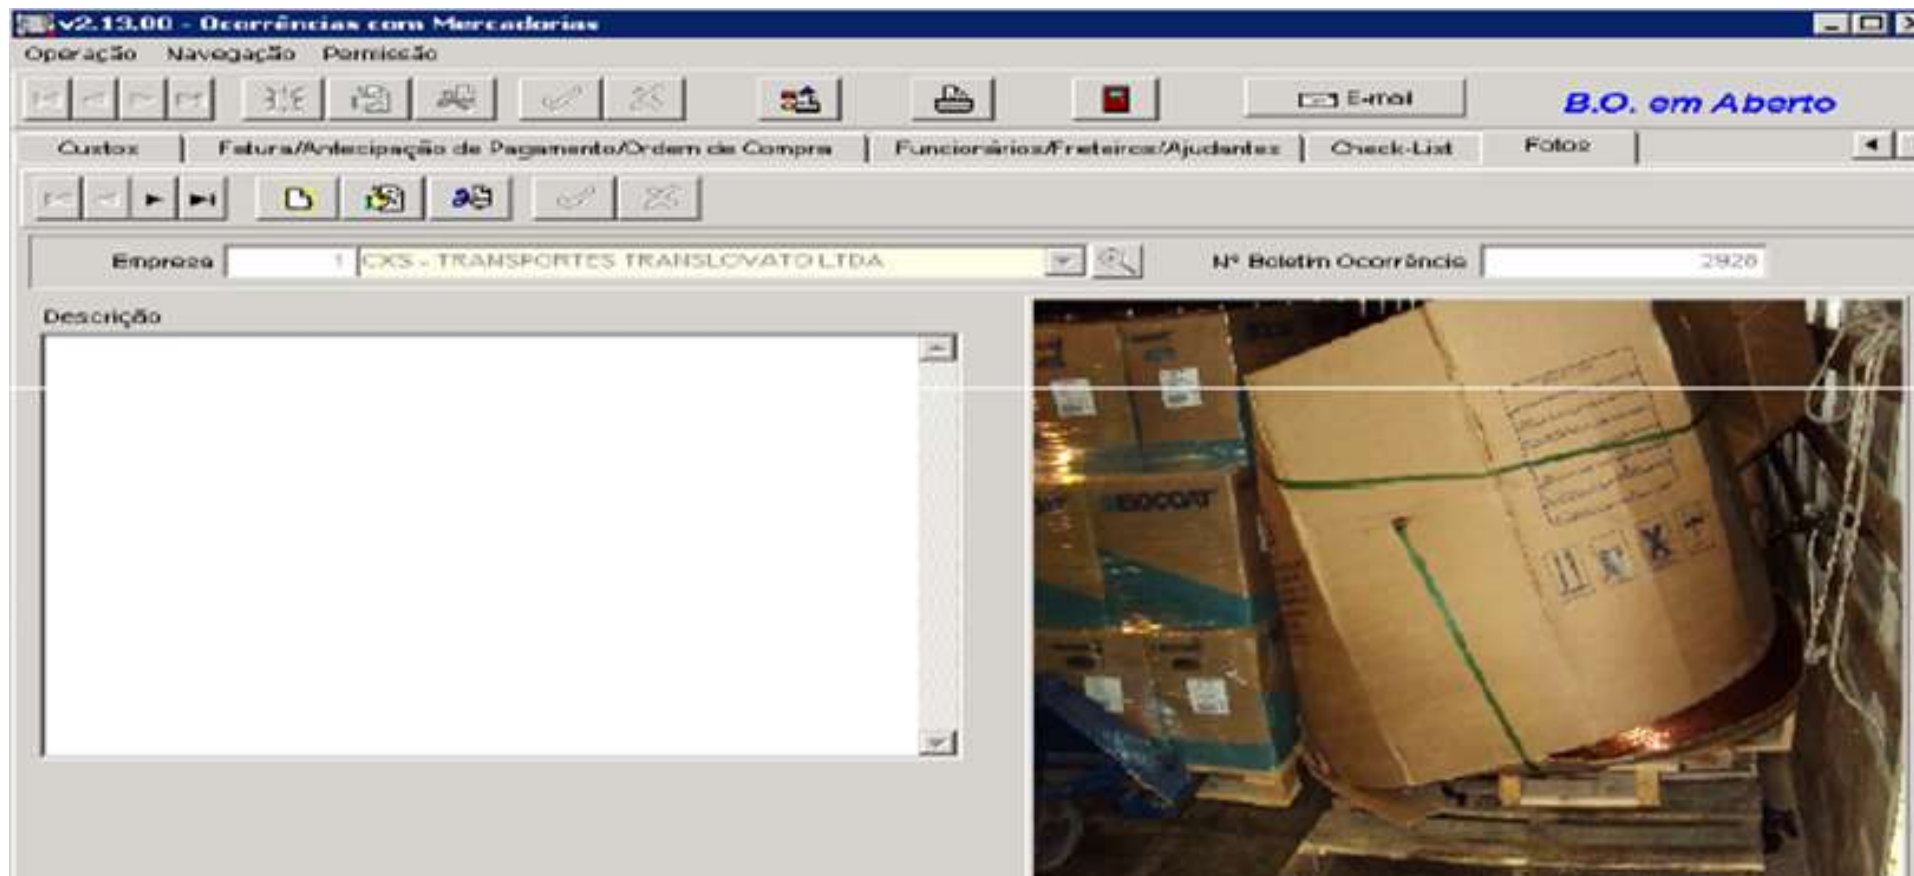 v2.13.00 - Ocorrências com Mercadorias
Operação Navegação Permissão
E-mail B.O. em Aberto
Custos Fatura/Antecipação de Pagamento/Ordem de Compra Funcionários/Freteiros/Ajudantes Check-List Fotos
Empresa 1 CXS - TRANSPORTES TRANSLOVATO LTDA Nº Boletim Ocorrência 2928
Descrição
ISOCOAT